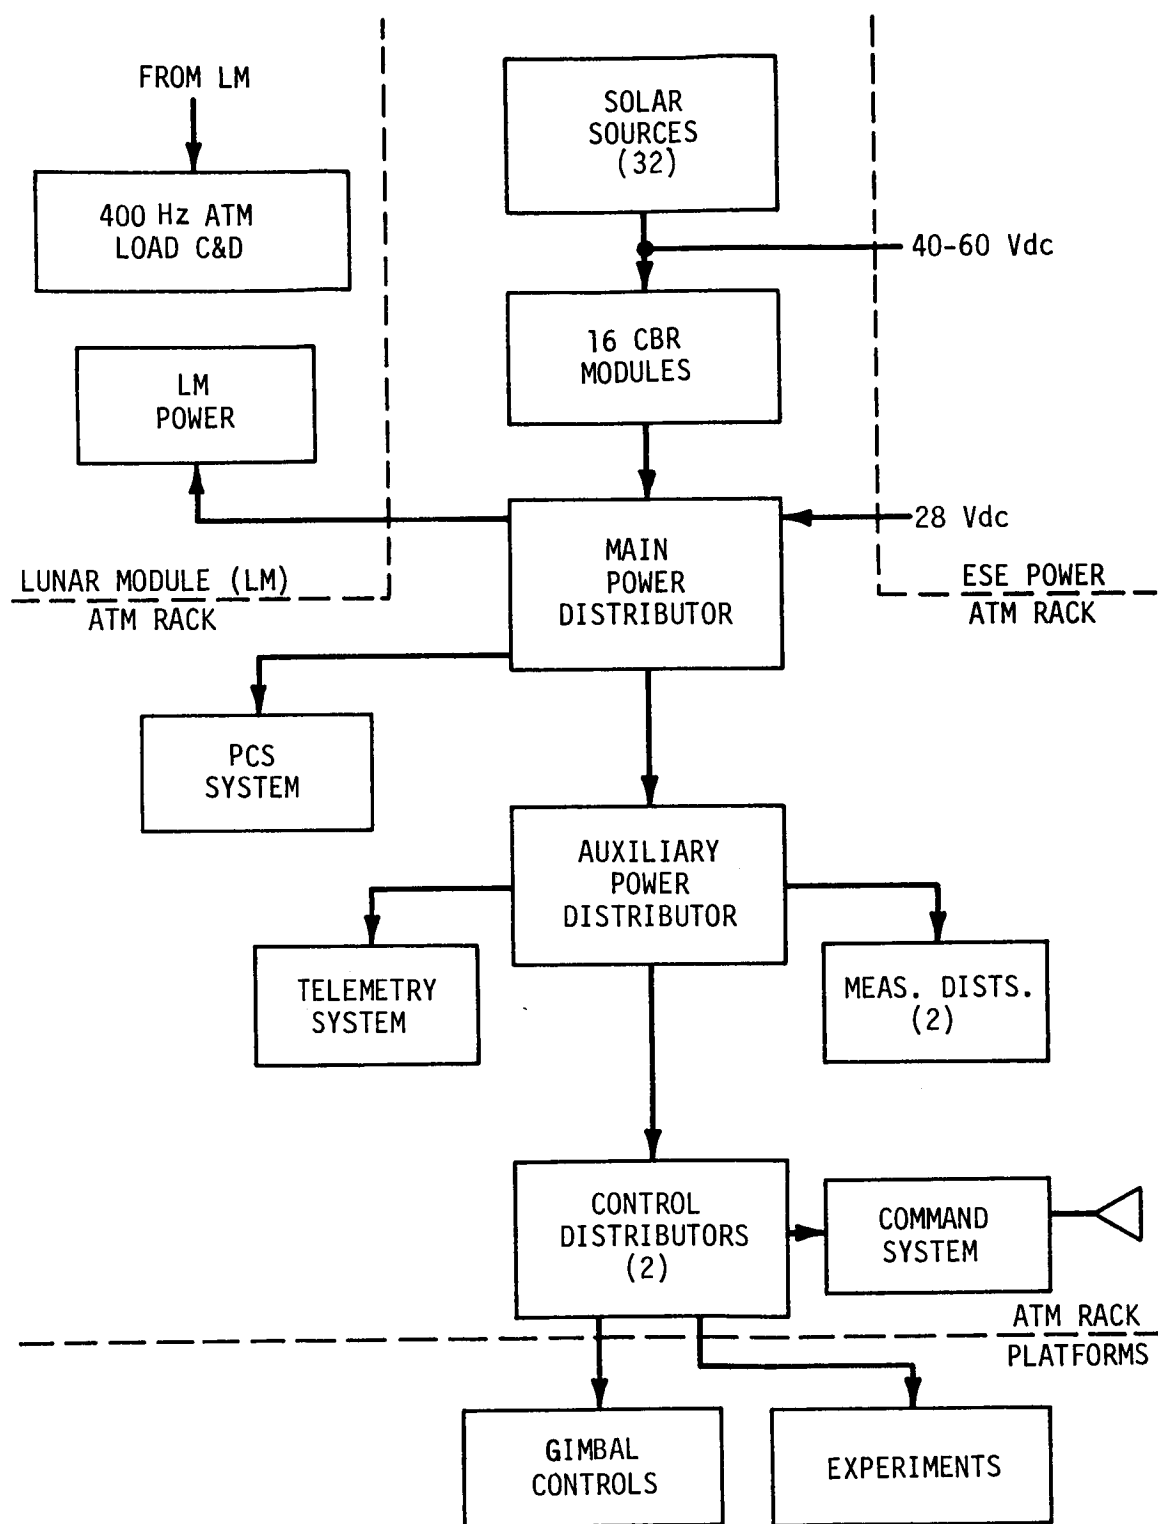 FROM LM
400 Hz ATM
LOAD C&D
SOLAR
SOURCES
(32)
40-60 Vdc
16 CBR
MODULES
LM
POWER
28 Vdc
MAIN
POWER
DISTRIBUTOR
LUNAR MODULE (LM)
ATM RACK
ESE POWER
ATM RACK
PCS
SYSTEM
AUXILIARY
POWER
DISTRIBUTOR
TELEMETRY
SYSTEM
MEAS. DISTS.
(2)
CONTROL
DISTRIBUTORS
(2)
COMMAND
SYSTEM
ATM RACK
PLATFORMS
GIMBAL
CONTROLS
EXPERIMENTS